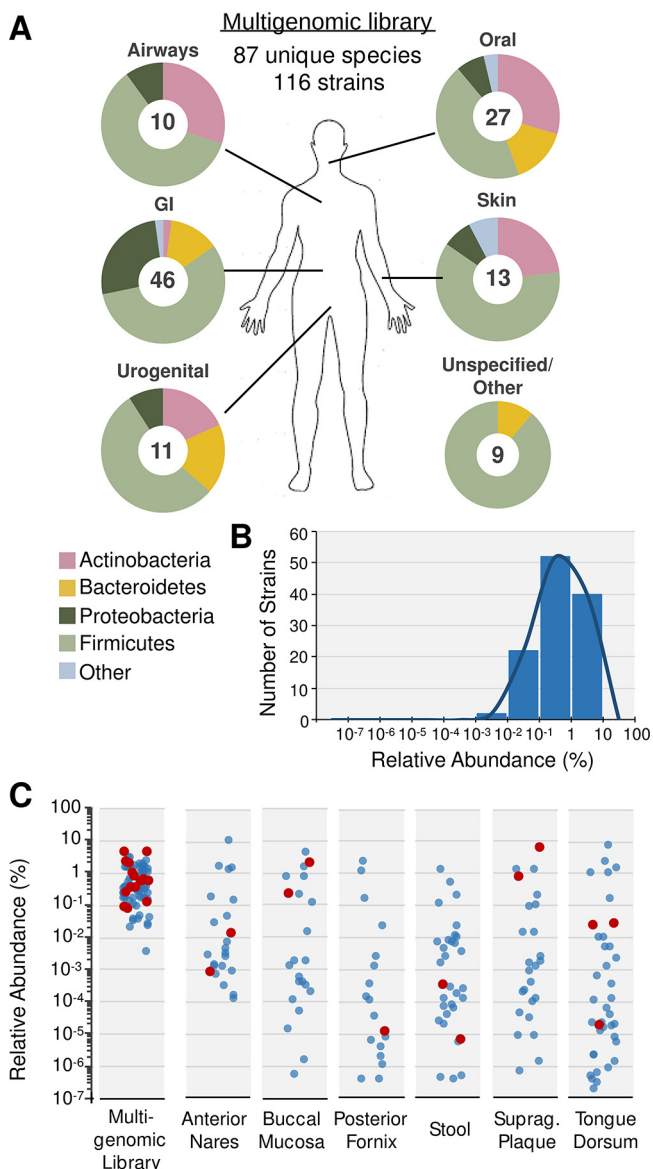 A
Multigenomic library
87 unique species
116 strains
Airways
10
Oral
27
GI
46
Skin
13
Urogenital
11
Unspecified/
Other
9
Actinobacteria
Bacteroidetes
Proteobacteria
Firmicutes
Other
B
Number of Strains
60
50
40
30
20
10
0
10⁻⁷ 10⁻⁶ 10⁻⁵ 10⁻⁴ 10⁻³ 10⁻² 10⁻¹ 1 10 100
Relative Abundance (%)
C
Relative Abundance (%)
100
10
1
10⁻¹
10⁻²
10⁻³
10⁻⁴
10⁻⁵
10⁻⁶
10⁻⁷
Multi-
genomic
Library
Anterior
Nares
Buccal
Mucosa
Posterior
Fornix
Stool
Suprag.
Plaque
Tongue
Dorsum